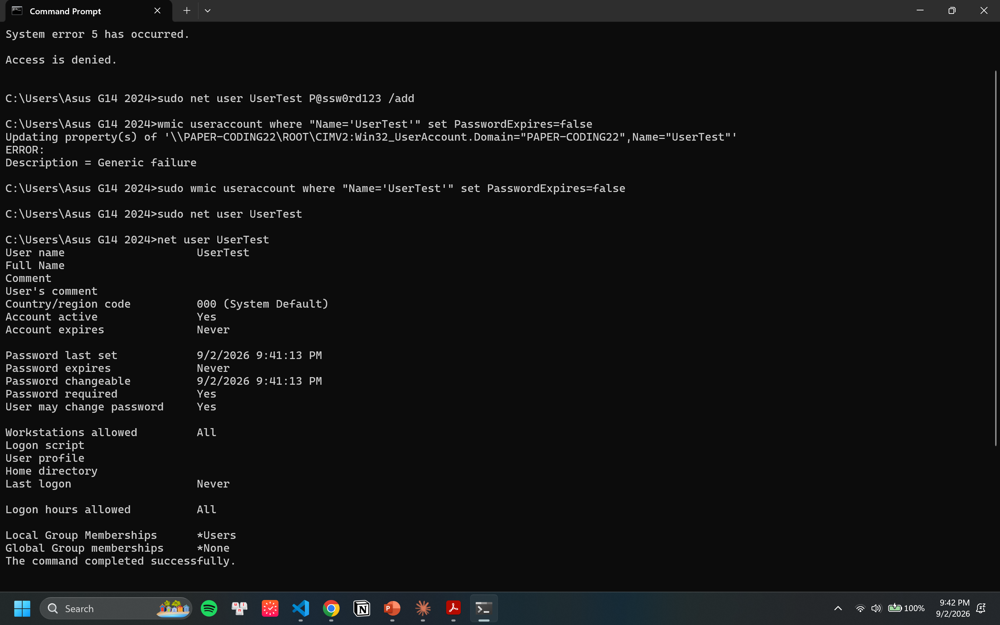 Command Prompt
System error 5 has occurred.
Access is denied.
C:\Users\Asus G14 2024>sudo net user UserTest P@ssw0rd123 /add
C:\Users\Asus G14 2024>wmic useraccount where "Name='UserTest'" set PasswordExpires=false
Updating property(s) of '\\PAPER-CODING22\ROOT\CIMV2:Win32_UserAccount.Domain="PAPER-CODING22",Name="UserTest"'
ERROR:
Description = Generic failure
C:\Users\Asus G14 2024>sudo wmic useraccount where "Name='UserTest'" set PasswordExpires=false
C:\Users\Asus G14 2024>sudo net user UserTest
C:\Users\Asus G14 2024>net user UserTest
User name                    UserTest
Full Name
Comment
User's comment
Country/region code          000 (System Default)
Account active               Yes
Account expires              Never
Password last set            9/2/2026 9:41:13 PM
Password expires             Never
Password changeable          9/2/2026 9:41:13 PM
Password required            Yes
User may change password     Yes
Workstations allowed         All
Logon script
User profile
Home directory
Last logon                   Never
Logon hours allowed          All
Local Group Memberships      *Users
Global Group memberships     *None
The command completed successfully.
Search
u n i
N
P
100%
9:42 PM
9/2/2026